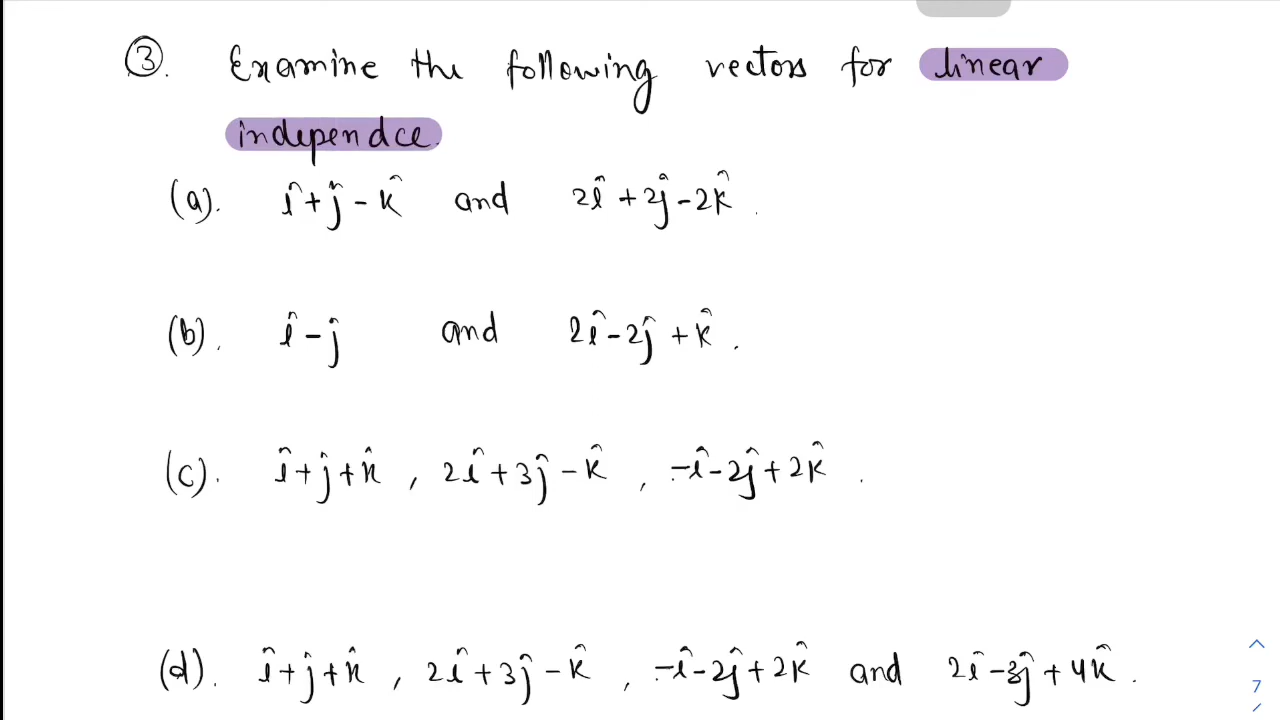 ③. Examine the following vectors for linear
independce.
(a). î + ĵ - k̂ and 2î + 2ĵ - 2k̂.
(b). î - ĵ and 2î - 2ĵ + k̂.
(c). î + ĵ + k̂, 2î + 3ĵ - k̂, -î - 2ĵ + 2k̂.
(d). î + ĵ + k̂, 2î + 3ĵ - k̂, -î - 2ĵ + 2k̂ and 2î - 3ĵ + 4k̂.
7